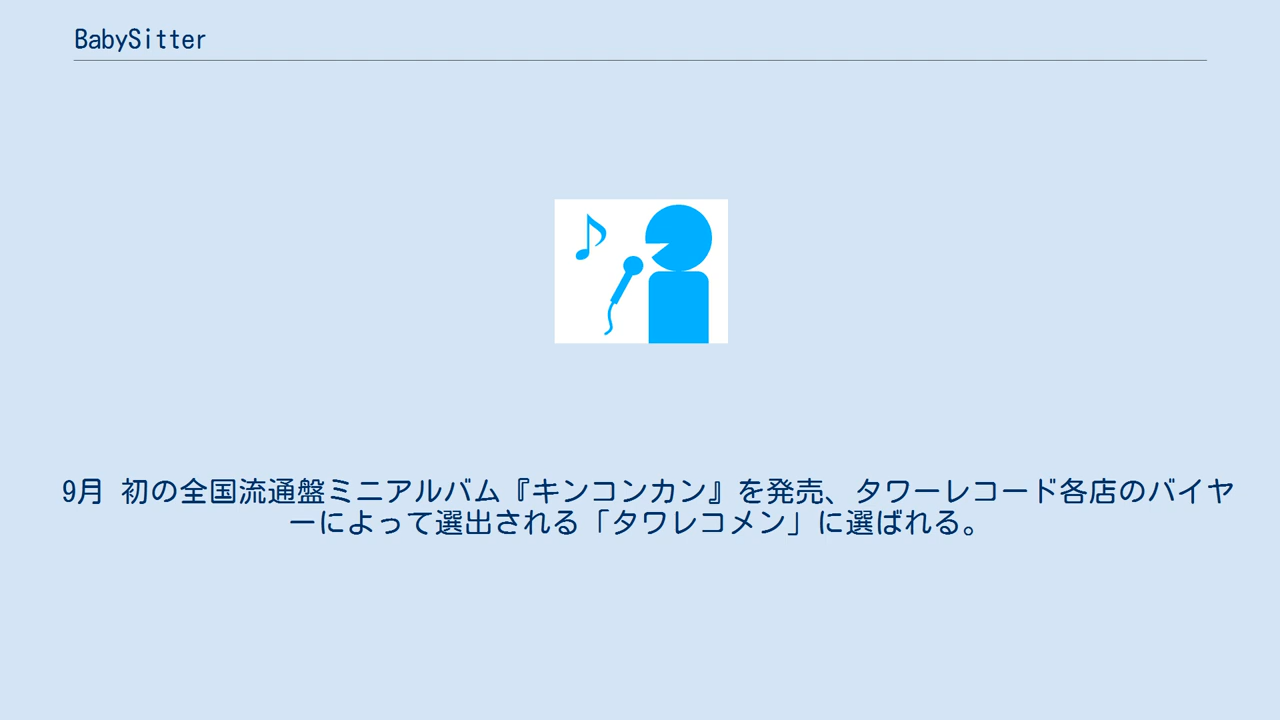 BabySitter
9月 初の全国流通盤ミニアルバム『キンコンカン』を発売、タワーレコード各店のバイヤ
ーによって選出される「タワレコメン」に選ばれる。